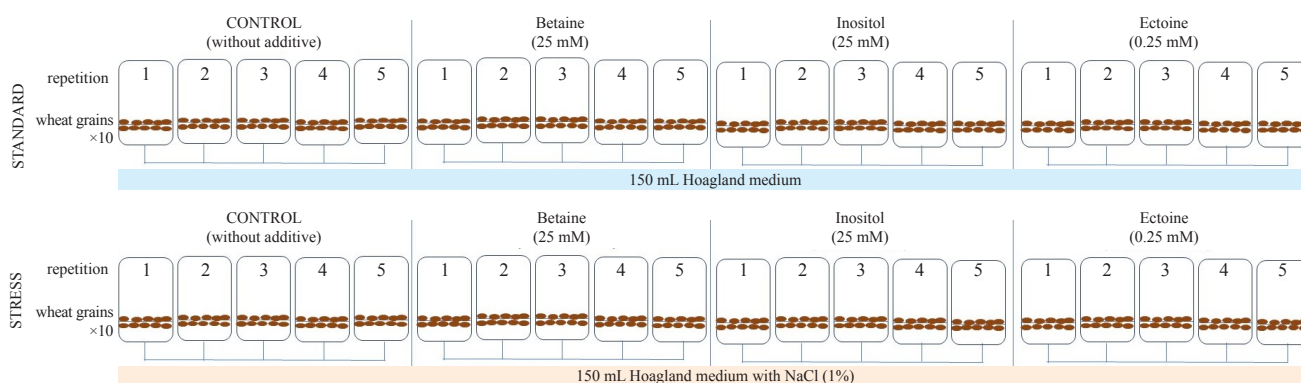 CONTROL
(without additive)
Betaine
(25 mM)
Inositol
(25 mM)
Ectoine
(0.25 mM)
STANDARD
repetition
1 2 3 4 5 1 2 3 4 5 1 2 3 4 5 1 2 3 4 5
wheat grains
×10
150 mL Hoagland medium
CONTROL
(without additive)
Betaine
(25 mM)
Inositol
(25 mM)
Ectoine
(0.25 mM)
STRESS
repetition
1 2 3 4 5 1 2 3 4 5 1 2 3 4 5 1 2 3 4 5
wheat grains
×10
150 mL Hoagland medium with NaCl (1%)